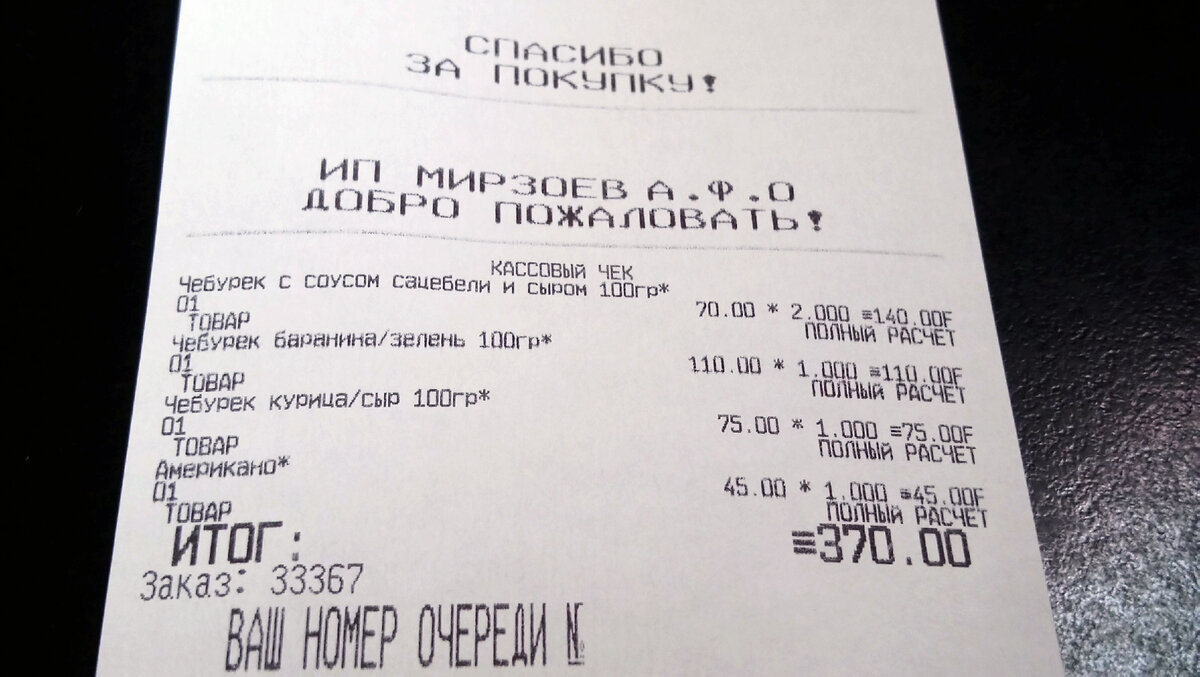 СПАСИБО
ЗА ПОКУПКУ!
ИП МИРЗОЕВ А.Ф.О
ДОБРО ПОЖАЛОВАТЬ!
КАССОВЫЙ ЧЕК
Чебурек с соусом сацебели и сыром 100гр*
01 70.00 * 2.000 ≡140.00F
ТОВАР ПОЛНЫЙ РАСЧЕТ
Чебурек баранина/зелень 100гр*
01 110.00 * 1.000 ≡110.00F
ТОВАР ПОЛНЫЙ РАСЧЕТ
Чебурек курица/сыр 100гр*
01 75.00 * 1.000 ≡75.00F
ТОВАР ПОЛНЫЙ РАСЧЕТ
Американо*
01 45.00 * 1.000 ≡45.00F
ТОВАР ПОЛНЫЙ РАСЧЕТ
ИТОГ: ≡370.00
Заказ: 33367
ВАШ НОМЕР ОЧЕРЕДИ №